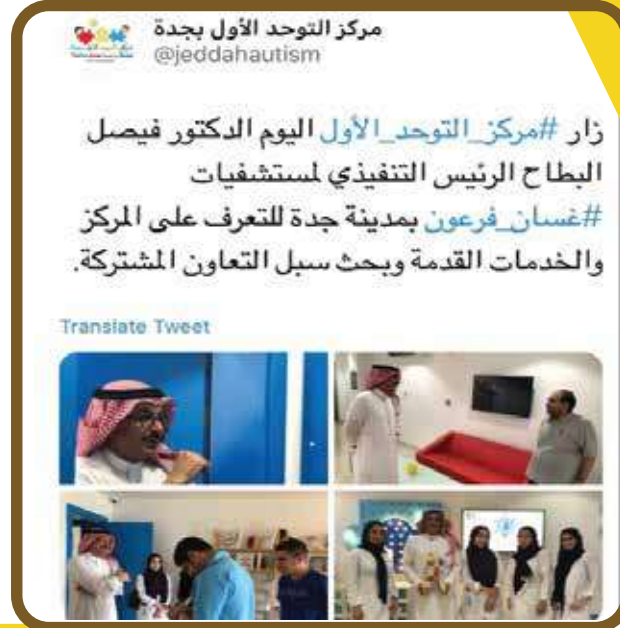 مركز التوحد الأول بجدة
@jeddahautism
زار #مركز_التوحد_الأول اليوم الدكتور فيصل
البطاح الرئيس التنفيذي لمستشفيات
#غسان_فرعون بمدينة جدة للتعرف على المركز
والخدمات القدمة وبحث سبل التعاون المشتركة.
Translate Tweet